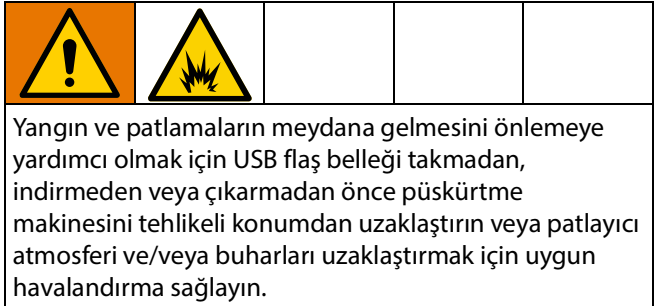 Yangın ve patlamaların meydana gelmesini önlemeye
yardımcı olmak için USB flaş belleği takmadan,
indirmeden veya çıkarmadan önce püskürtme
makinesini tehlikeli konumdan uzaklaştırın veya patlayıcı
atmosferi ve/veya buharları uzaklaştırmak için uygun
havalandırma sağlayın.